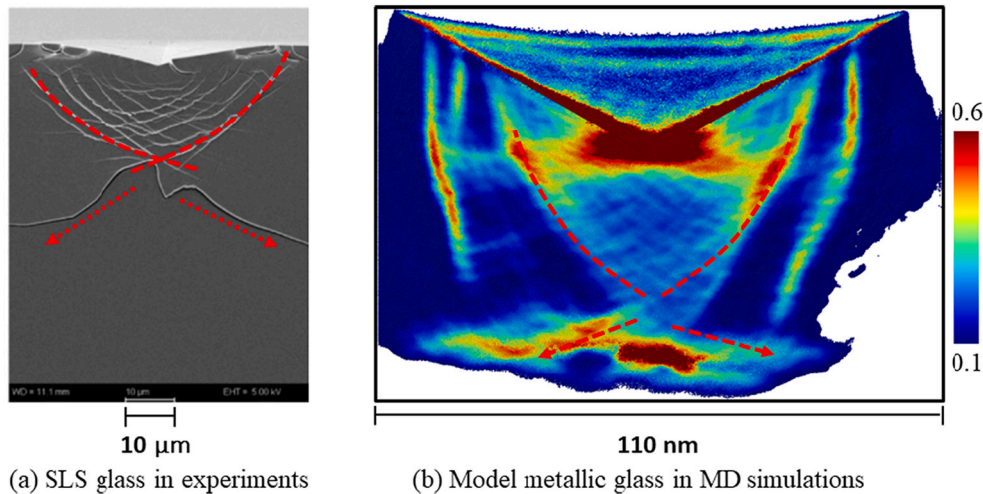 0.6
0.1
WD = 11.1 mm 10 µm EHT = 5.00 kV
10 µm
110 nm
(a) SLS glass in experiments
(b) Model metallic glass in MD simulations